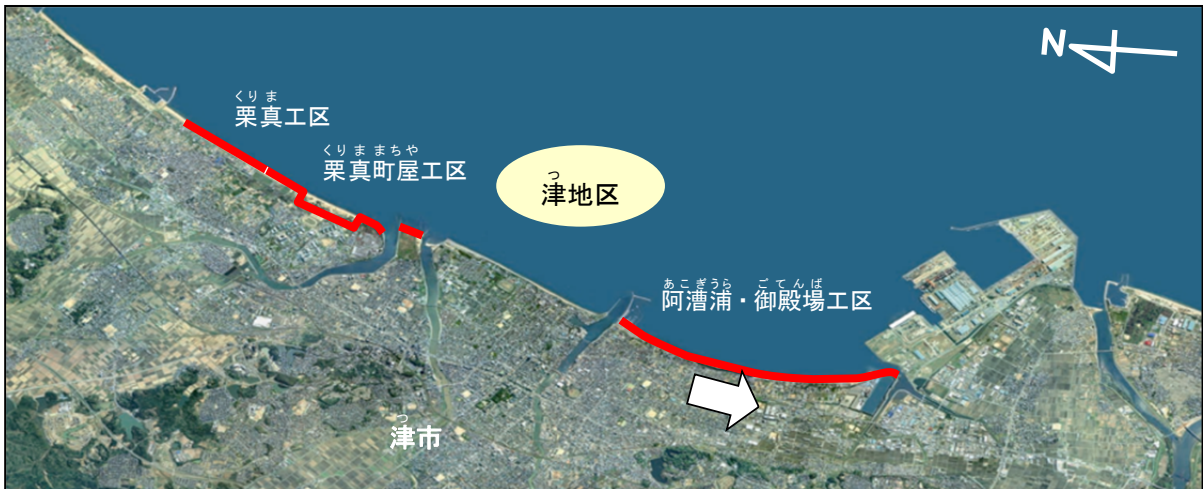 N
くりま
栗真工区
くりままちや
栗真町屋工区
つ
津地区
あこぎうら ごてんば
阿漕浦・御殿場工区
つ
津市